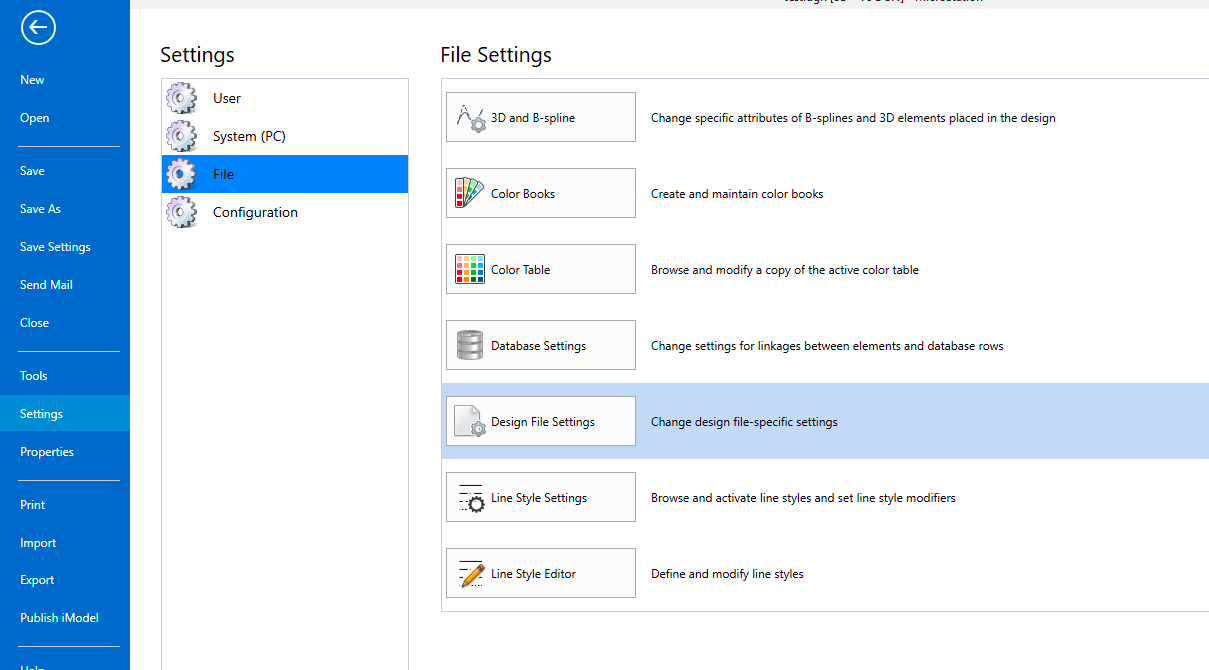 New
Open
Save
Save As
Save Settings
Send Mail
Close
Tools
Settings
Properties
Print
Import
Export
Publish iModel
Settings
User
System (PC)
File
Configuration
File Settings
3D and B-spline
Change specific attributes of B-splines and 3D elements placed in the design
Color Books
Create and maintain color books
Color Table
Browse and modify a copy of the active color table
Database Settings
Change settings for linkages between elements and database rows
Design File Settings
Change design file-specific settings
Line Style Settings
Browse and activate line styles and set line style modifiers
Line Style Editor
Define and modify line styles